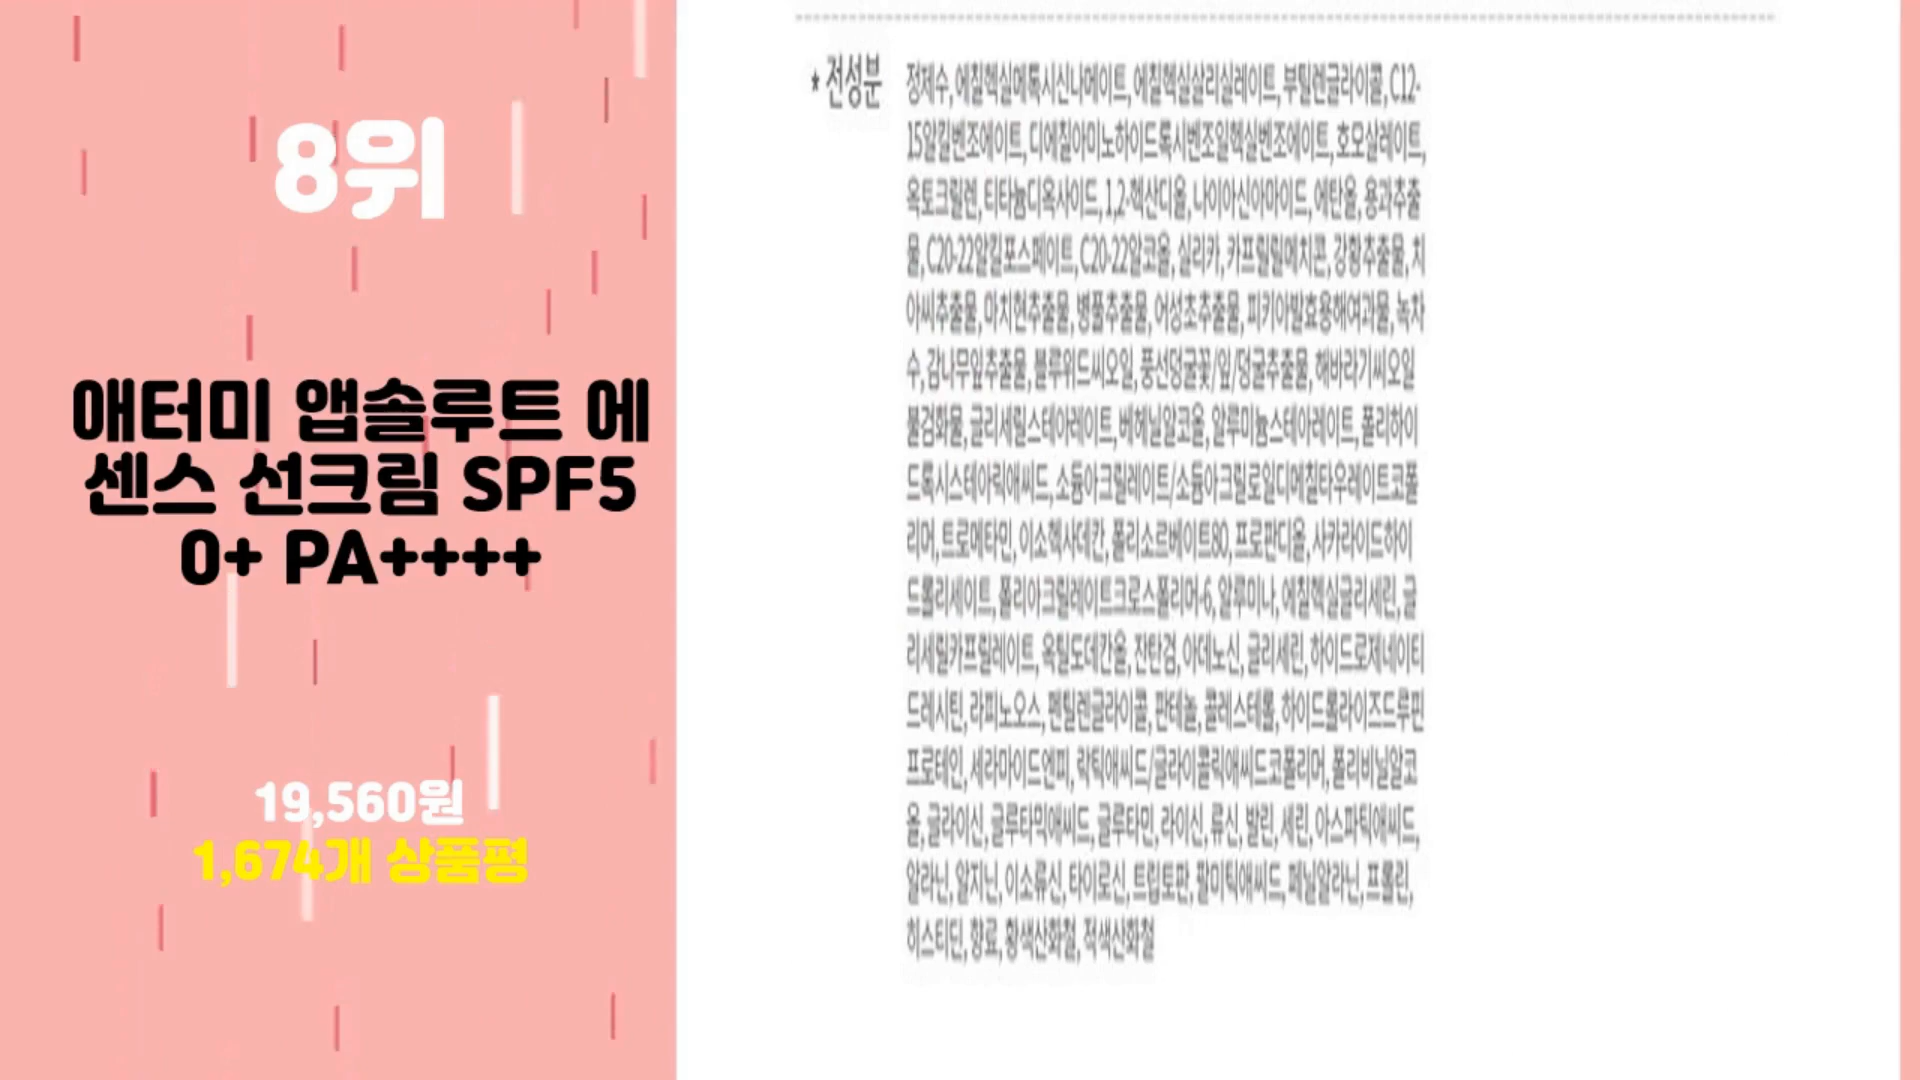 8위
애터미 앱솔루트 에
센스 선크림 SPF5
0+ PA++++
19,560원
1,674개 상품평
* 전성분
정제수, 에칠헥실메톡시신나메이트, 에칠헥실살리실레이트, 부틸렌글라이콜, C12-
15알킬벤조에이트, 디에칠아미노하이드록시벤조일헥실벤조에이트, 호모살레이트,
옥토크릴렌, 티타늄디옥사이드, 1,2-헥산디올, 나이아신아마이드, 에탄올, 용과추출
물, C20-22알킬포스페이트, C20-22알코올, 실리카, 카프릴릴메치콘, 강황추출물, 치
아씨추출물, 마치현추출물, 병풀추출물, 어성초추출물, 피키아발효용해여과물, 녹차
수, 감나무잎추출물, 블루위드씨오일, 풍선덩굴꽃/잎/덩굴추출물, 해바라기씨오일
불검화물, 글리세릴스테아레이트, 베헤닐알코올, 알루미늄스테아레이트, 폴리하이
드록시스테아릭애씨드, 소듐아크릴레이트/소듐아크릴로일디메칠타우레이트코폴
리머, 트로메타민, 이소헥사데칸, 폴리소르베이트80, 프로판디올, 사카라이드하이
드롤리세이트, 폴리아크릴레이트크로스폴리머-6, 알루미나, 에칠헥실글리세린, 글
리세릴카프릴레이트, 옥틸도데칸올, 잔탄검, 아데노신, 글리세린, 하이드로제네이티
드레시틴, 라피노오스, 펜틸렌글라이콜, 판테놀, 콜레스테롤, 하이드롤라이즈드루핀
프로테인, 세라마이드엔피, 락틱애씨드/글라이콜릭애씨드코폴리머, 폴리비닐알코
올, 글라이신, 글루타믹애씨드, 글루타민, 라이신, 류신, 발린, 세린, 아스파틱애씨드,
알라닌, 알지닌, 이소류신, 타이로신, 트립토판, 팔미틱애씨드, 페닐알라닌, 프롤린,
히스티딘, 향료, 황색산화철, 적색산화철